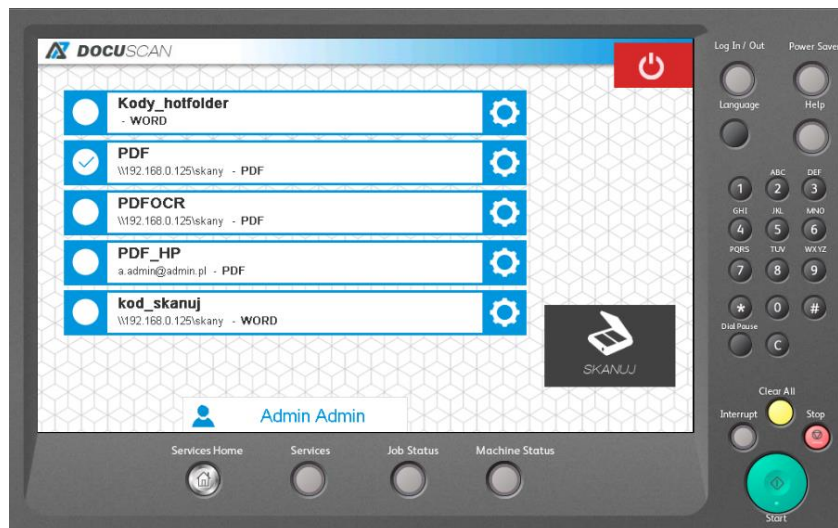 DOCUSCAN
Kody_hotfolder
- WORD
PDF
\\192.168.0.125\skany - PDF
PDFOCR
\\192.168.0.125\skany - PDF
PDF_HP
a.admin@admin.pl - PDF
kod_skanuj
\\192.168.0.125\skany - WORD
SKANUJ
Admin Admin
Services Home
Services
Job Status
Machine Status
Log In / Out
Power Saver
Language
Help
ABC
DEF
1
2
3
GHI
JKL
MNO
4
5
6
PQRS
TUV
WXYZ
7
8
9
*
0
#
Dial Pause
C
Clear All
Interrupt
Stop
Start